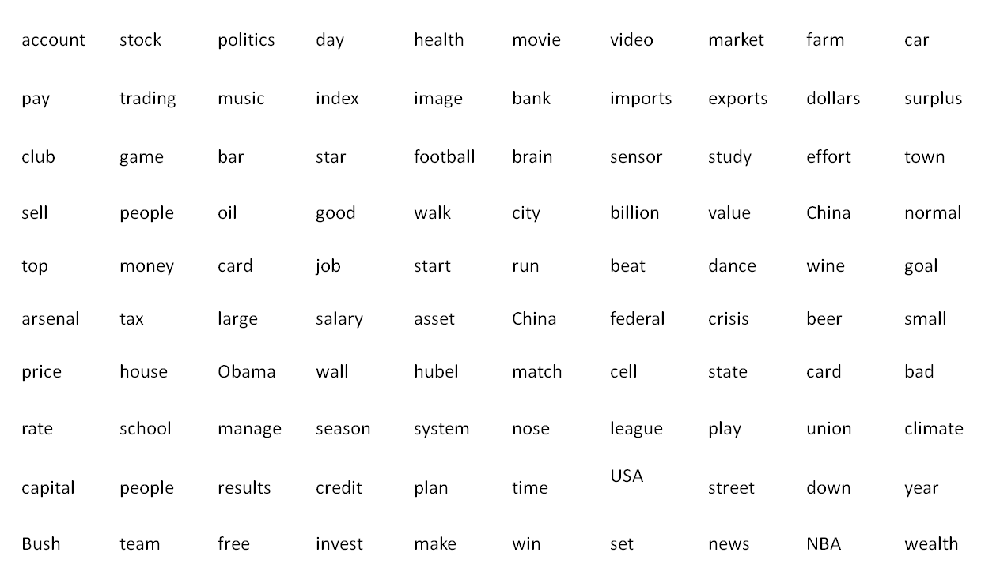 account stock politics day health movie video market farm car
pay trading music index image bank imports exports dollars surplus
club game bar star football brain sensor study effort town
sell people oil good walk city billion value China normal
top money card job start run beat dance wine goal
arsenal tax large salary asset China federal crisis beer small
price house Obama wall hubel match cell state card bad
rate school manage season system nose league play union climate
capital people results credit plan time USA street down year
Bush team free invest make win set news NBA wealth